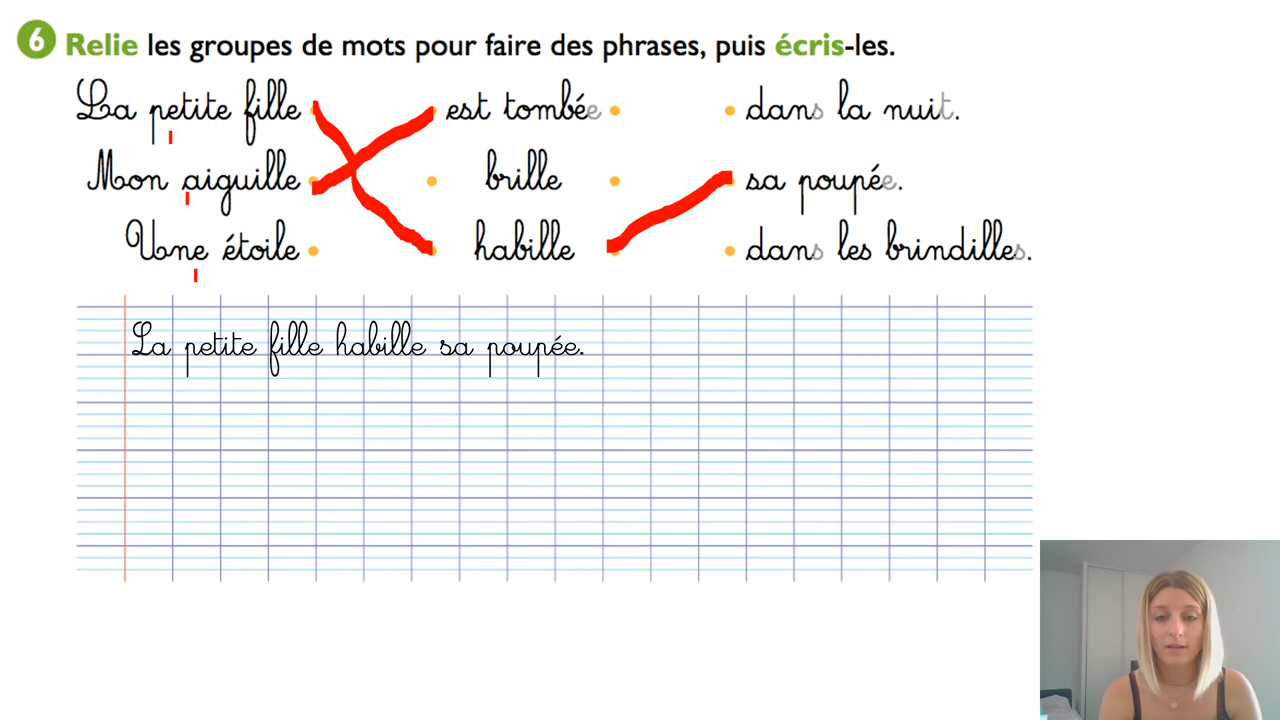 6 Relie les groupes de mots pour faire des phrases, puis écris-les.
La petite fille est tombée dans la nuit.
Mon aiguille brille sa poupée.
Une étoile habille dans les brindilles.
La petite fille habille sa poupée.